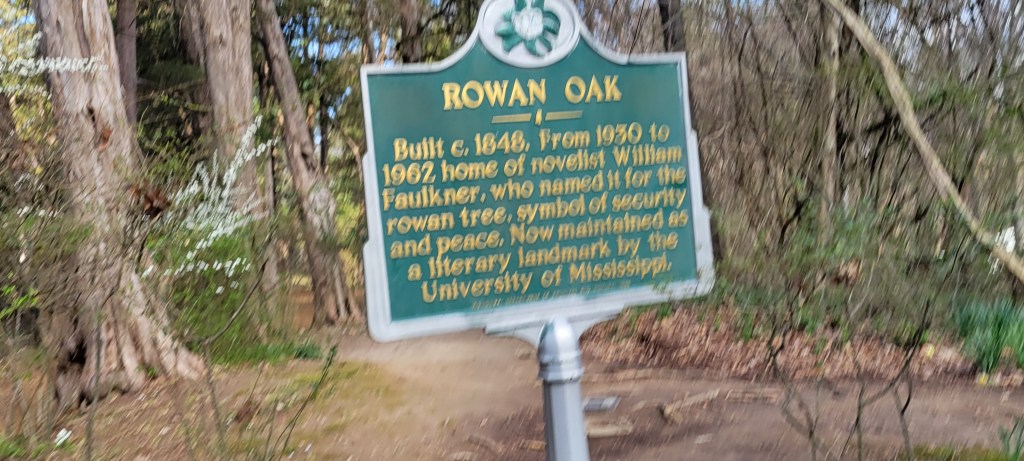 ROWAN OAK
Built c. 1848. From 1930 to
1962 home of novelist William
Faulkner, who named it for the
rowan tree, symbol of security
and peace. Now maintained as
a literary landmark by the
University of Mississippi.